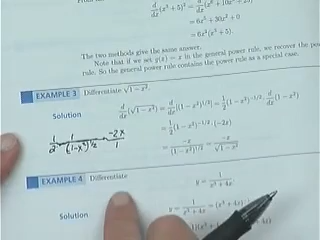 d/dx (x³ + 5)² = d/dx (x⁶ + 10x³ + 25)
= 6x⁵ + 30x² + 0
= 6x²(x³ + 5).
The two methods give the same answer.
Note that if we set g(x) = x in the general power rule, we recover the power
rule. So the general power rule contains the power rule as a special case.
EXAMPLE 3 Differentiate √1 − x².
Solution d/dx (√1 − x²) = d/dx [(1 − x²)^1/2] = 1/2 (1 − x²)^−1/2 · d/dx (1 − x²)
= 1/2 (1 − x²)^−1/2 · (−2x)
= −x / (1 − x²)^1/2 = −x / √1 − x²
1/2 · 1/(1−x²)^1/2 · −2x/1
EXAMPLE 4 Differentiate
y = 1 / x³ + 4x.
Solution y = 1 / x³ + 4x = (x³ + 4x)